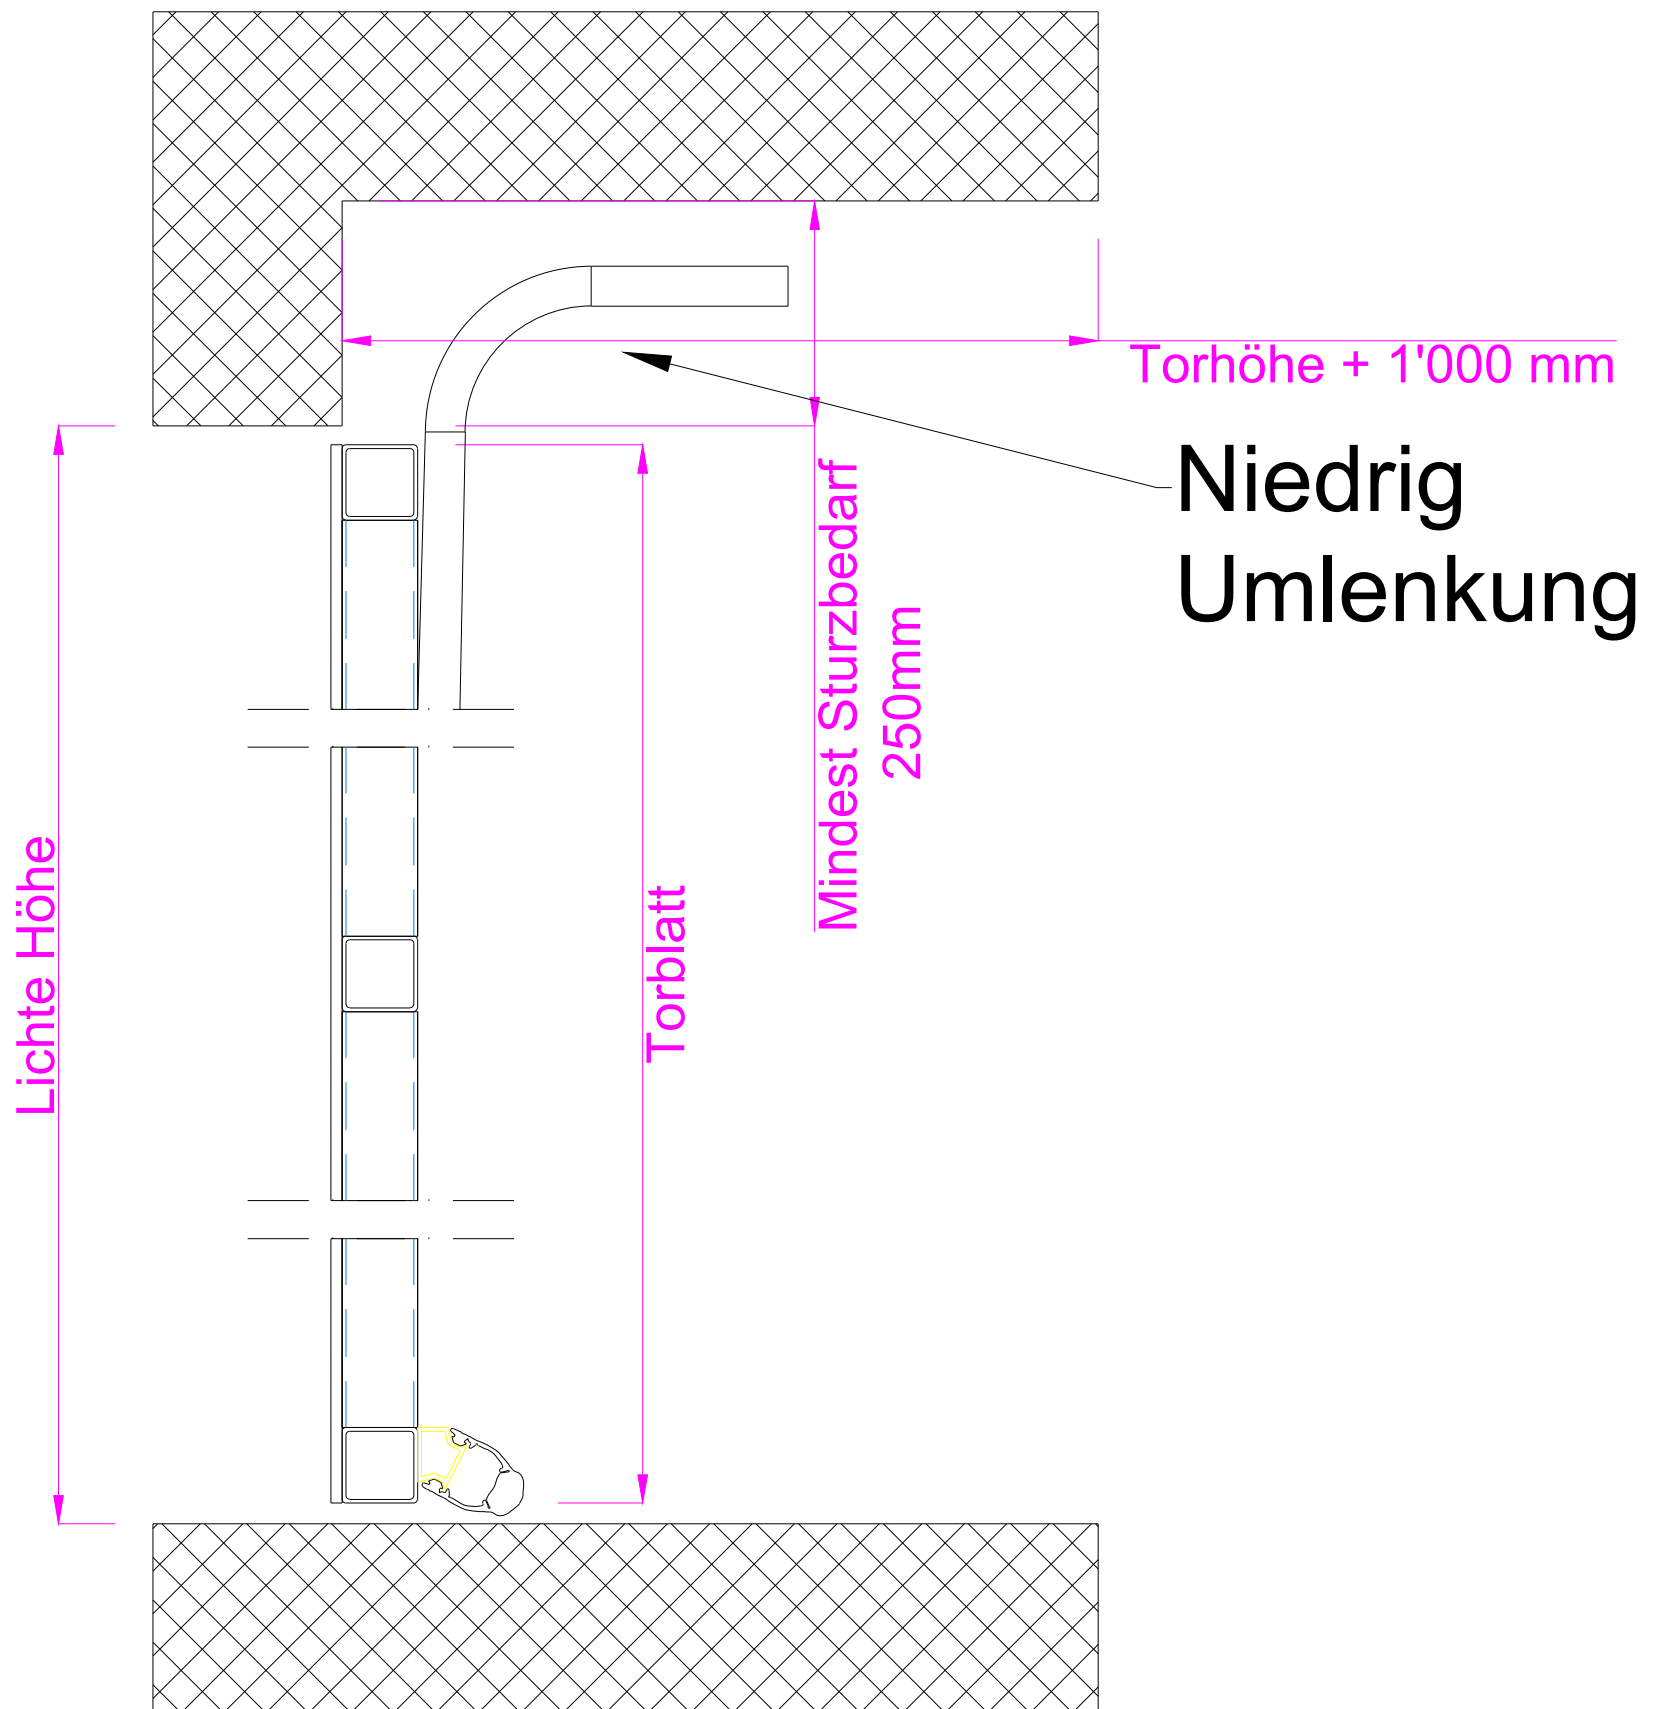 Torhöhe + 1'000 mm
Niedrig
Umlenkung
Mindest Sturzbedarf
250mm
Torblatt
Lichte Höhe